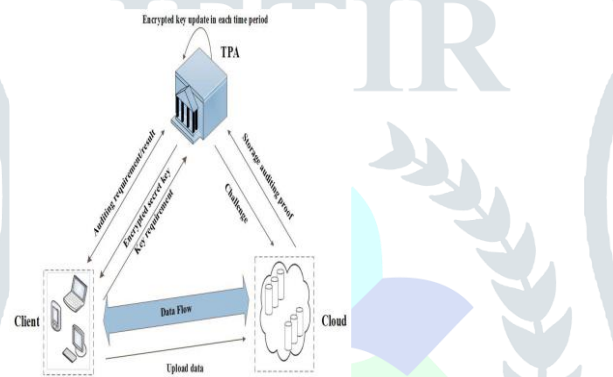 JETIR
Encrypted key update in each time period
TPA
Auditing requirement/result
Encrypted secret key
Key requirement
Challenge
Storage auditing proof
Client
Data Flow
Cloud
Upload data